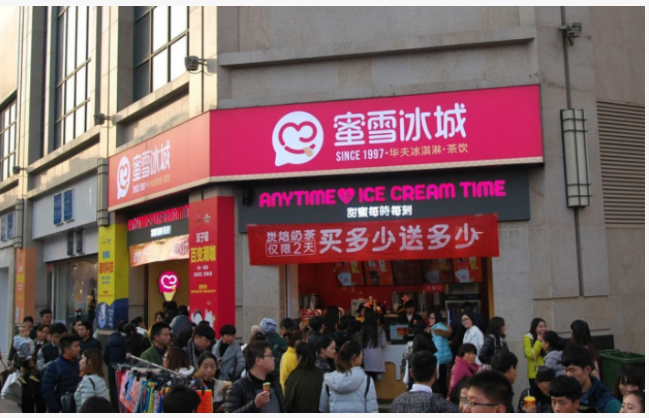 蜜雪冰城
SINCE 1997·华夫冰淇淋·茶饮
ANYTIME ICE CREAM TIME
甜蜜每時每刻
炭焙奶茶
仅限2天
买多少送多少
蜜雪冰城